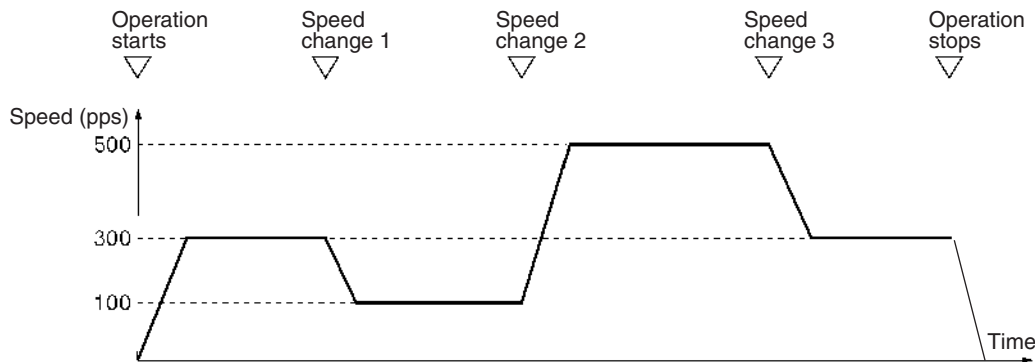 Operation
starts
Speed
change 1
Speed
change 2
Speed
change 3
Operation
stops
Speed (pps)
500
300
100
Time